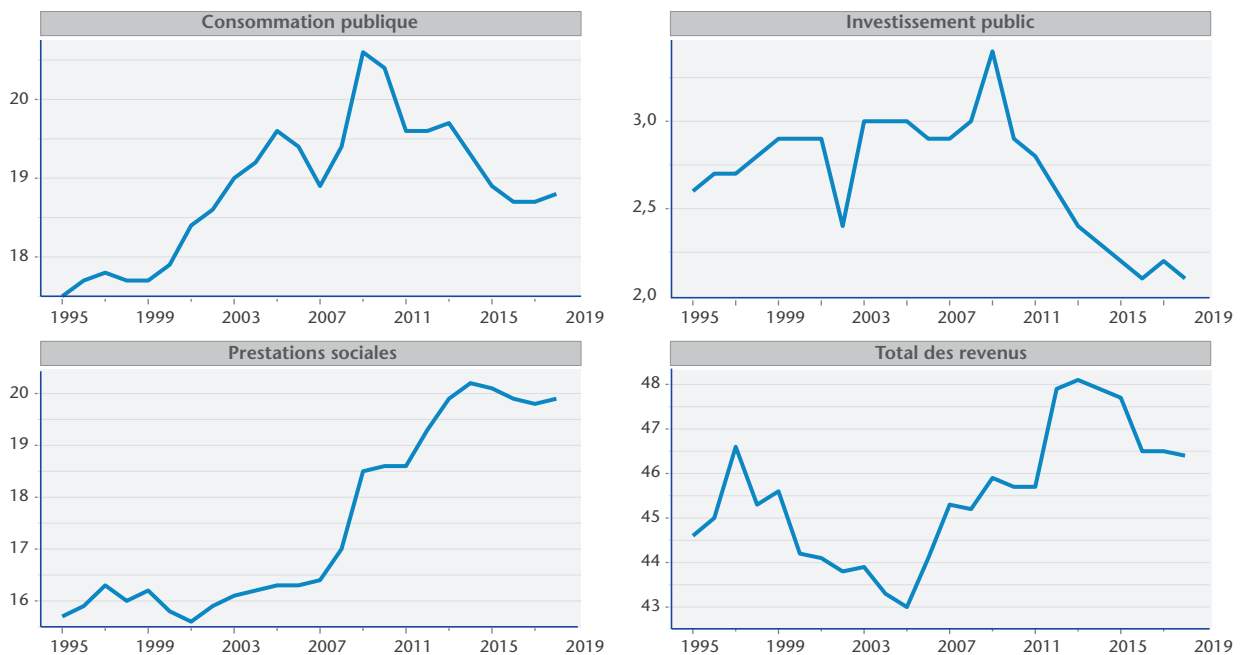 Consommation publique
20
19
18
1995 1999 2003 2007 2011 2015 2019
Investissement public
3,0
2,5
2,0
1995 1999 2003 2007 2011 2015 2019
Prestations sociales
20
19
18
17
16
1995 1999 2003 2007 2011 2015 2019
Total des revenus
48
47
46
45
44
43
1995 1999 2003 2007 2011 2015 2019